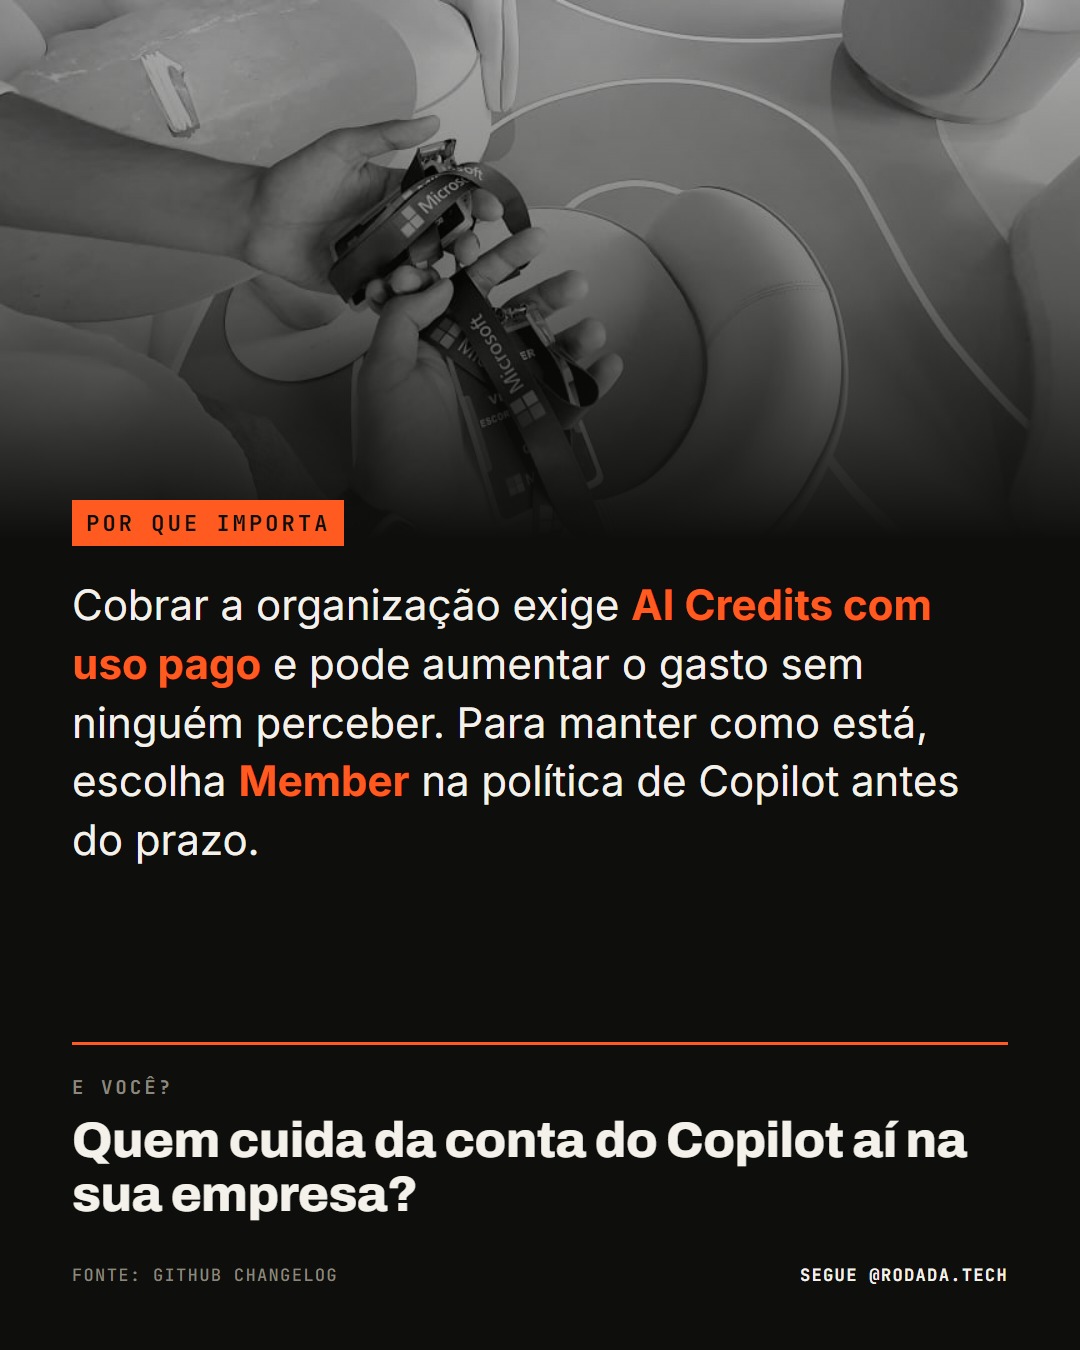 Microsoft
Microsoft
ER
POR QUE IMPORTA
Cobrar a organização exige AI Credits com
uso pago e pode aumentar o gasto sem
ninguém perceber. Para manter como está,
escolha Member na política de Copilot antes
do prazo.
E VOCÊ?
Quem cuida da conta do Copilot aí na
sua empresa?
FONTE: GITHUB CHANGELOG
SEGUE @RODADA.TECH